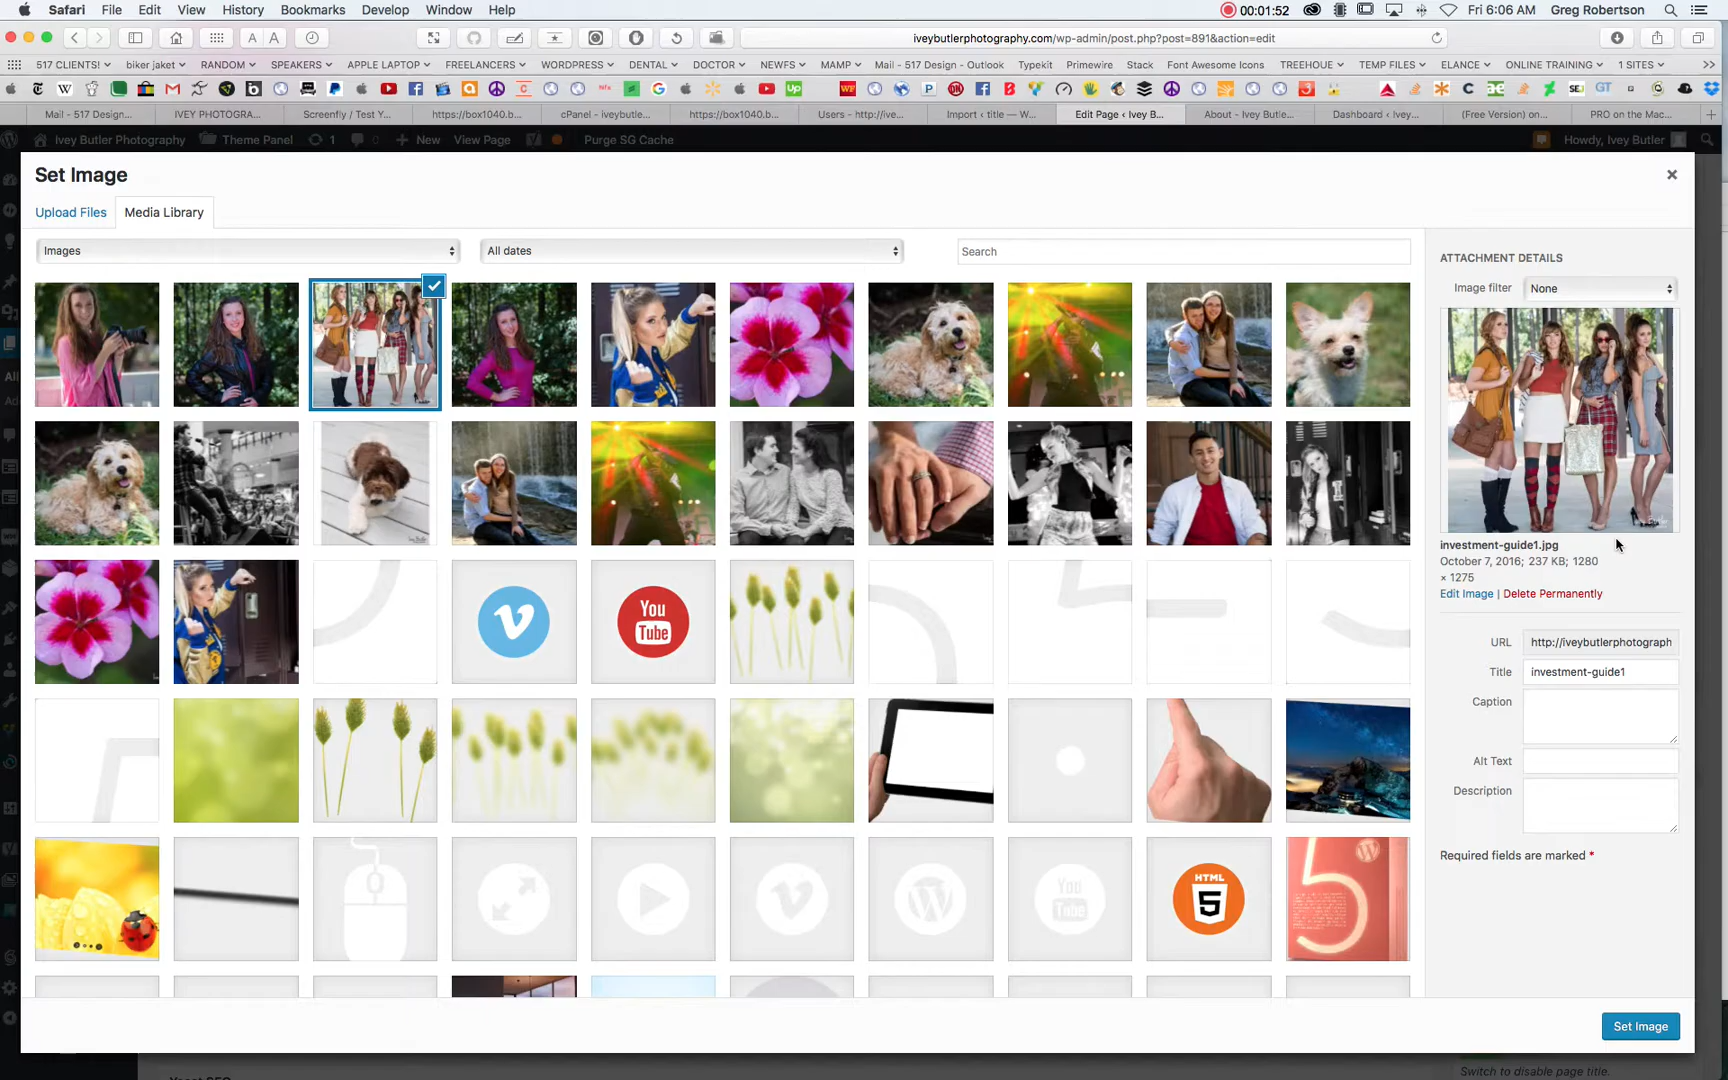 Safari File Edit View History Bookmarks Develop Window Help 00:01:52 Fri 6:06 AM Greg Robertson
A A iveybutlerphotography.com/wp-admin/post.php?post=891&action=edit
517 CLIENTS! biker jaket RANDOM SPEAKERS APPLE LAPTOP FREELANCERS WORDPRESS DENTAL DOCTOR NEWFS MAMP Mail - 517 Design - Outlook Typekit Primewire Stack Font Awesome Icons TREEHOUSE TEMP FILES ELANCE ONLINE TRAINING 1 SITES
Mail - 517 Design... IVEY PHOTOGRA... Screenfly / Test Y... https://box1040.b... cPanel - iveybutle... https://box1040.b... Users - http://ive... Import < title — W... Edit Page < Ivey B... About - Ivey Butle... Dashboard < Ivey... (Free Version) on... PRO on the Mac...
Ivey Butler Photography Theme Panel 1 New View Page Purge SG Cache Howdy, Ivey Butler
Set Image
Upload Files Media Library
Images All dates Search
ATTACHMENT DETAILS
Image filter None
investment-guide1.jpg
October 7, 2016; 237 KB; 1280
× 1275
Edit Image | Delete Permanently
You
Tube
URL http://iveybutlerphotograph
Title investment-guide1
Caption
Alt Text
Description
Required fields are marked *
You
Tube
HTML
5
5
Set Image
Switch to disable page title.